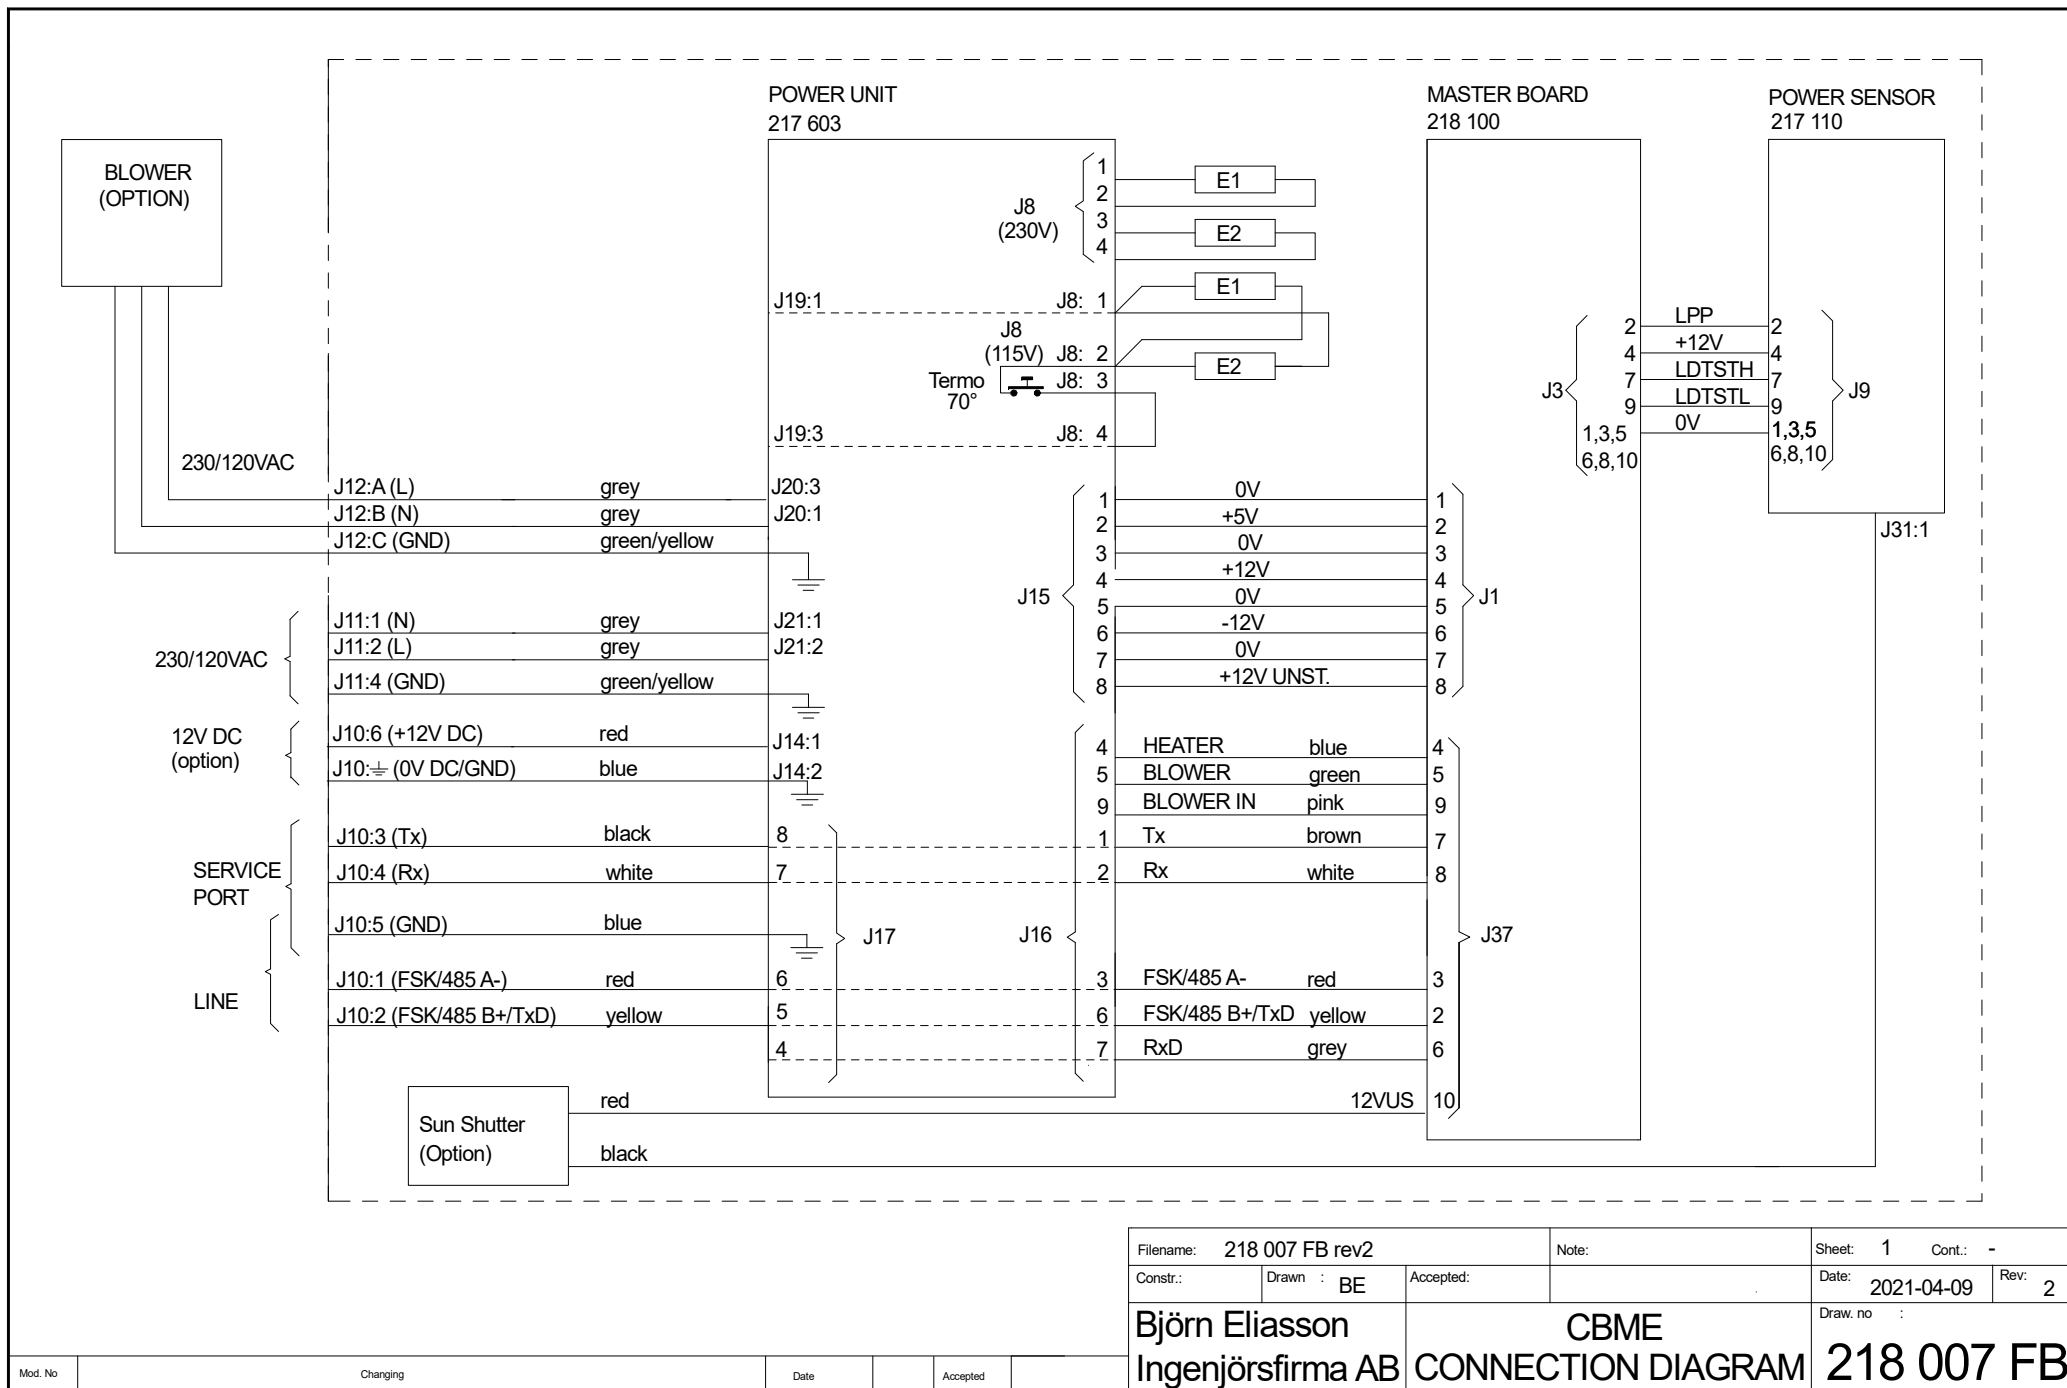 POWER UNIT
217 603
MASTER BOARD
218 100
POWER SENSOR
217 110
BLOWER
(OPTION)
J8
(230V)
1
2
3
4
E1
E2
J19:1
J8: 1
E1
J8
(115V)
J8: 2
E2
Termo
70°
J8: 3
J19:3
J8: 4
J3
2 LPP 2
4 +12V 4
7 LDTSTH 7
9 LDTSTL 9
1,3,5 0V 1,3,5
6,8,10 6,8,10
J9
J31:1
230/120VAC
J12:A (L) grey J20:3
J12:B (N) grey J20:1
J12:C (GND) green/yellow
J15
1 0V 1
2 +5V 2
3 0V 3
4 +12V 4
5 0V 5
6 -12V 6
7 0V 7
8 +12V UNST. 8
J1
230/120VAC
J11:1 (N) grey J21:1
J11:2 (L) grey J21:2
J11:4 (GND) green/yellow
12V DC
(option)
J10:6 (+12V DC) red J14:1
J10:⏚ (0V DC/GND) blue J14:2
4 HEATER blue 4
5 BLOWER green 5
9 BLOWER IN pink 9
SERVICE
PORT
J10:3 (Tx) black 8 1 Tx brown 7
J10:4 (Rx) white 7 2 Rx white 8
J10:5 (GND) blue
J17
J16
J37
LINE
J10:1 (FSK/485 A-) red 6 3 FSK/485 A- red 3
J10:2 (FSK/485 B+/TxD) yellow 5 6 FSK/485 B+/TxD yellow 2
4 7 RxD grey 6
Sun Shutter
(Option)
red 12VUS 10
black
Filename: 218 007 FB rev2 Note: Sheet: 1 Cont.: -
Constr.: Drawn : BE Accepted: Date: 2021-04-09 Rev: 2
Björn Eliasson
Ingenjörsfirma AB
CBME
CONNECTION DIAGRAM
Draw. no :
218 007 FB
Mod. No Changing Date Accepted